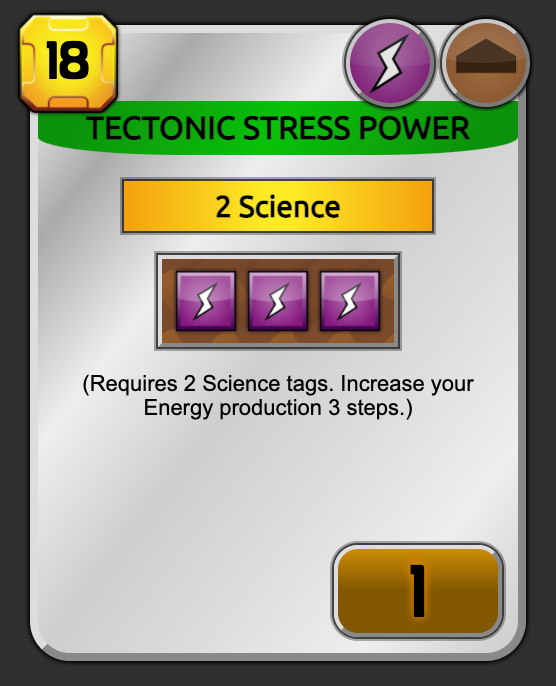 18
TECTONIC STRESS POWER
2 Science
(Requires 2 Science tags. Increase your
Energy production 3 steps.)
1